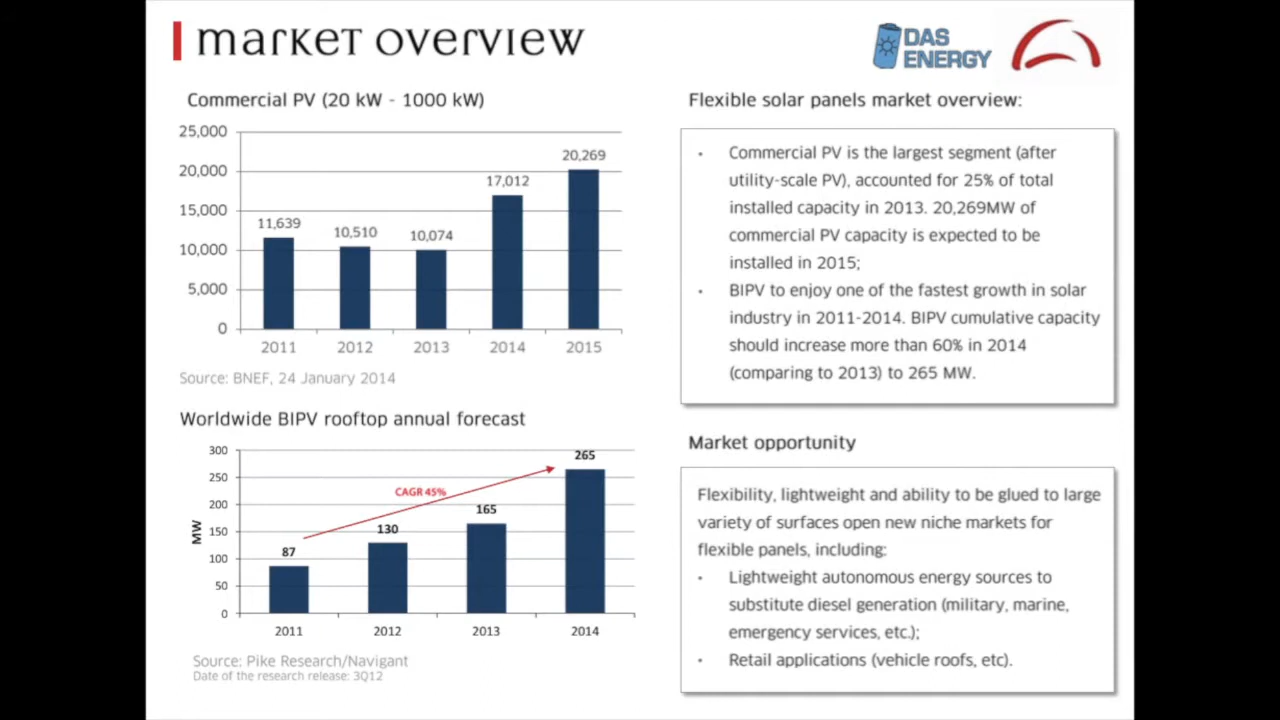 market overview
DAS
ENERGY
Commercial PV (20 kW - 1000 kW)
25,000
20,000
15,000
10,000
5,000
0
11,639
10,510
10,074
17,012
20,269
2011
2012
2013
2014
2015
Source: BNEF, 24 January 2014
Worldwide BIPV rooftop annual forecast
MW
300
250
200
150
100
50
0
CAGR 45%
87
130
165
265
2011
2012
2013
2014
Source: Pike Research/Navigant
Date of the research release: 3Q12
Flexible solar panels market overview:
• Commercial PV is the largest segment (after
utility-scale PV), accounted for 25% of total
installed capacity in 2013. 20,269MW of
commercial PV capacity is expected to be
installed in 2015;
• BIPV to enjoy one of the fastest growth in solar
industry in 2011-2014. BIPV cumulative capacity
should increase more than 60% in 2014
(comparing to 2013) to 265 MW.
Market opportunity
Flexibility, lightweight and ability to be glued to large
variety of surfaces open new niche markets for
flexible panels, including:
• Lightweight autonomous energy sources to
substitute diesel generation (military, marine,
emergency services, etc.);
• Retail applications (vehicle roofs, etc).